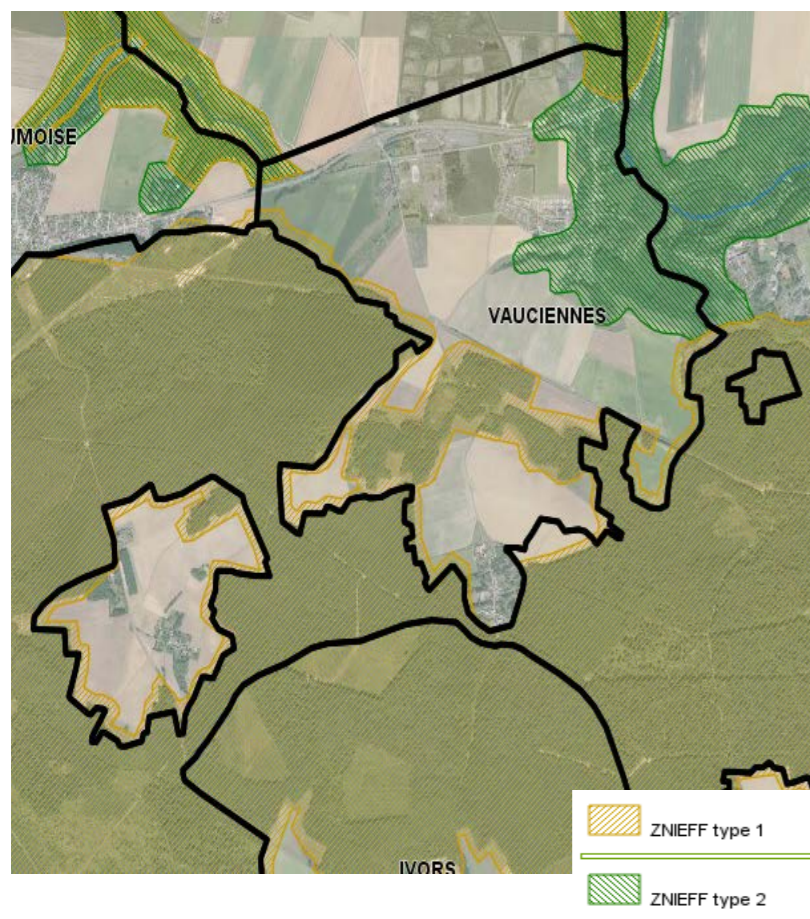 UMOISE
VAUCIENNES
IVORS
ZNIEFF type 1
ZNIEFF type 2